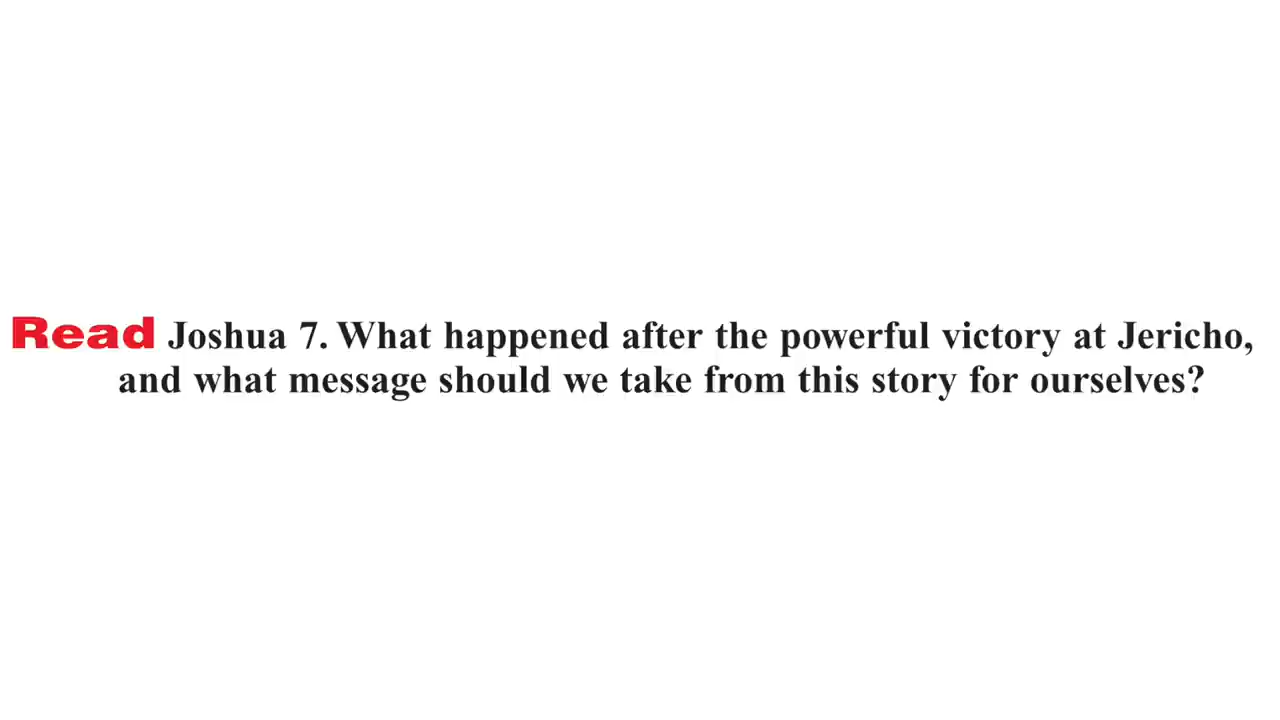 Read Joshua 7. What happened after the powerful victory at Jericho,
and what message should we take from this story for ourselves?